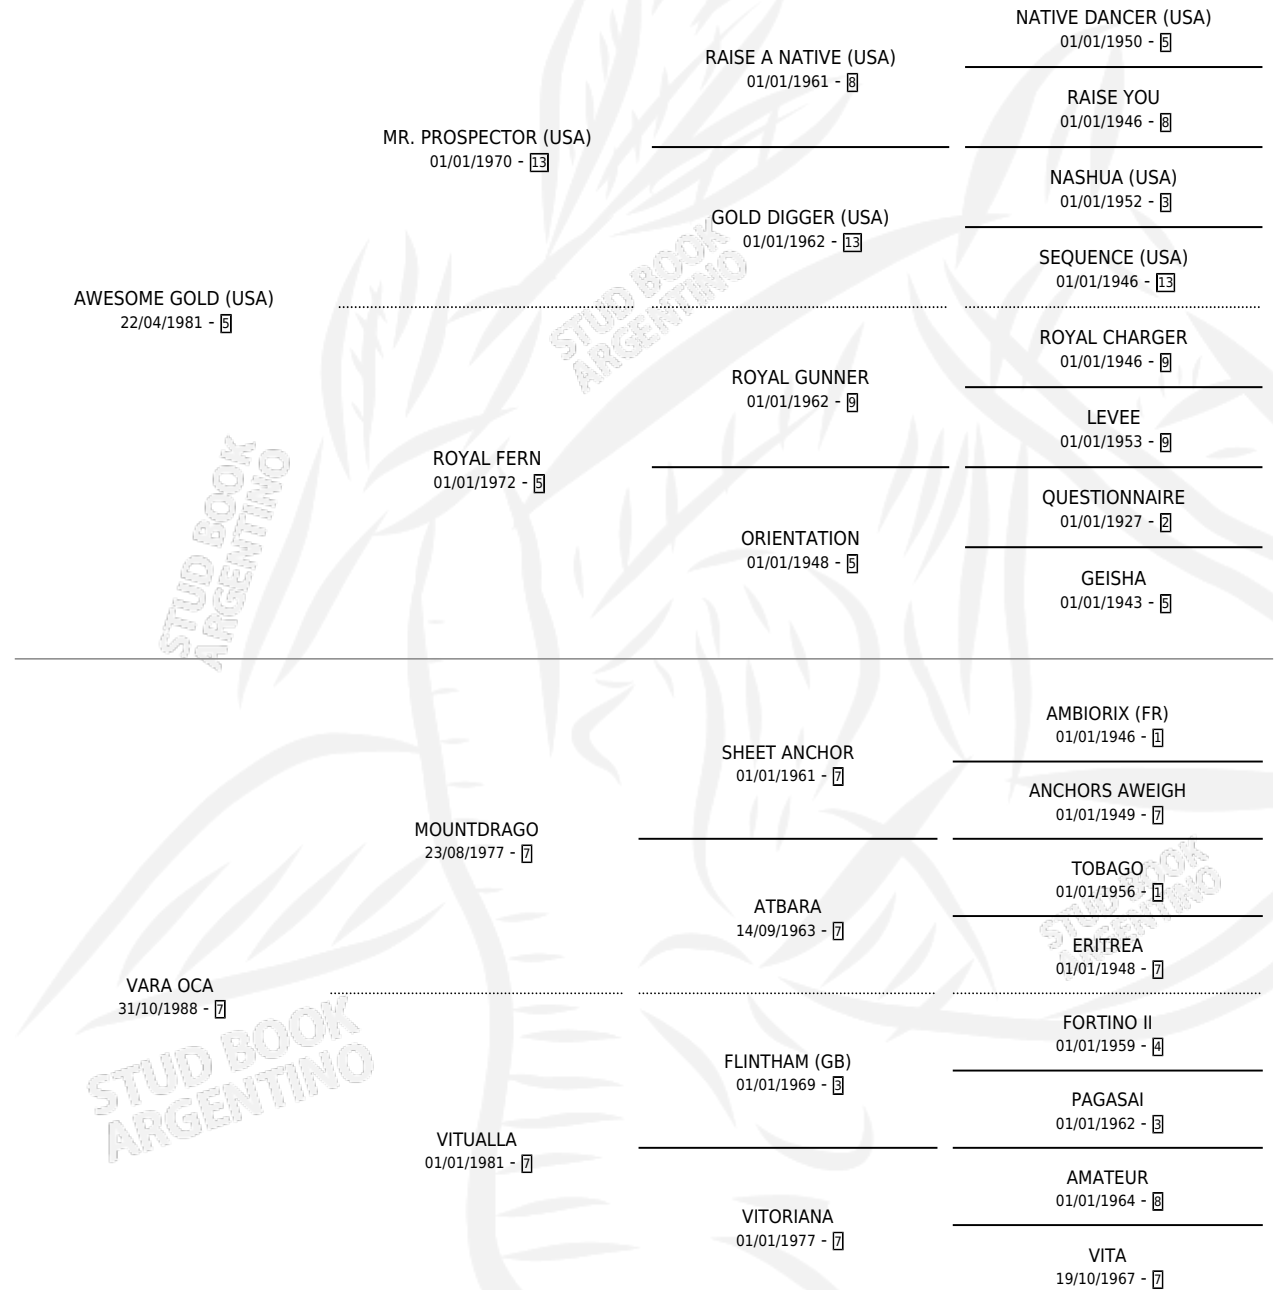 NATIVE DANCER (USA)
01/01/1950 - 5
RAISE A NATIVE (USA)
01/01/1961 - 8
RAISE YOU
01/01/1946 - 8
MR. PROSPECTOR (USA)
01/01/1970 - 13
NASHUA (USA)
01/01/1952 - 3
GOLD DIGGER (USA)
01/01/1962 - 13
SEQUENCE (USA)
01/01/1946 - 13
AWESOME GOLD (USA)
22/04/1981 - 5
STUD BOOK
ARGENTINO
ROYAL CHARGER
01/01/1946 - 9
ROYAL GUNNER
01/01/1962 - 9
LEVEE
01/01/1953 - 9
ROYAL FERN
01/01/1972 - 5
QUESTIONNAIRE
01/01/1927 - 2
ORIENTATION
01/01/1948 - 5
GEISHA
01/01/1943 - 5
STUD BOOK
ARGENTINO
AMBIORIX (FR)
01/01/1946 - 1
SHEET ANCHOR
01/01/1961 - 7
ANCHORS AWEIGH
01/01/1949 - 7
MOUNTDRAGO
23/08/1977 - 7
TOBAGO
01/01/1956 - 1
ATBARA
14/09/1963 - 7
ERITREA
01/01/1948 - 7
STUD BOOK
ARGENTINO
VARA OCA
31/10/1988 - 7
FORTINO II
01/01/1959 - 4
FLINTHAM (GB)
01/01/1969 - 3
PAGASAI
01/01/1962 - 3
STUD BOOK
ARGENTINO
VITUALLA
01/01/1981 - 7
AMATEUR
01/01/1964 - 8
VITORIANA
01/01/1977 - 7
VITA
19/10/1967 - 7